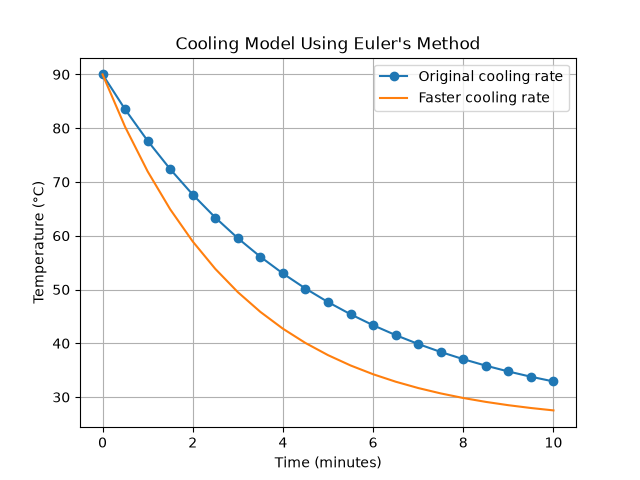 Cooling Model Using Euler's Method
Original cooling rate
Faster cooling rate
Temperature (°C)
90
80
70
60
50
40
30
0 2 4 6 8 10
Time (minutes)